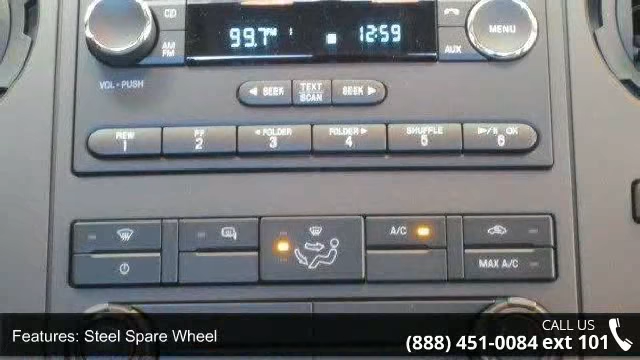 CD
99.7
12:59
MENU
AM
FM
AUX
VOL - PUSH
SEEK
TEXT
SCAN
SEEK
REW
1
FF
2
FOLDER
3
FOLDER
4
SHUFFLE
5
OK
6
A/C
MAX A/C
Features: Steel Spare Wheel
CALL US
(888) 451-0084 ext 101